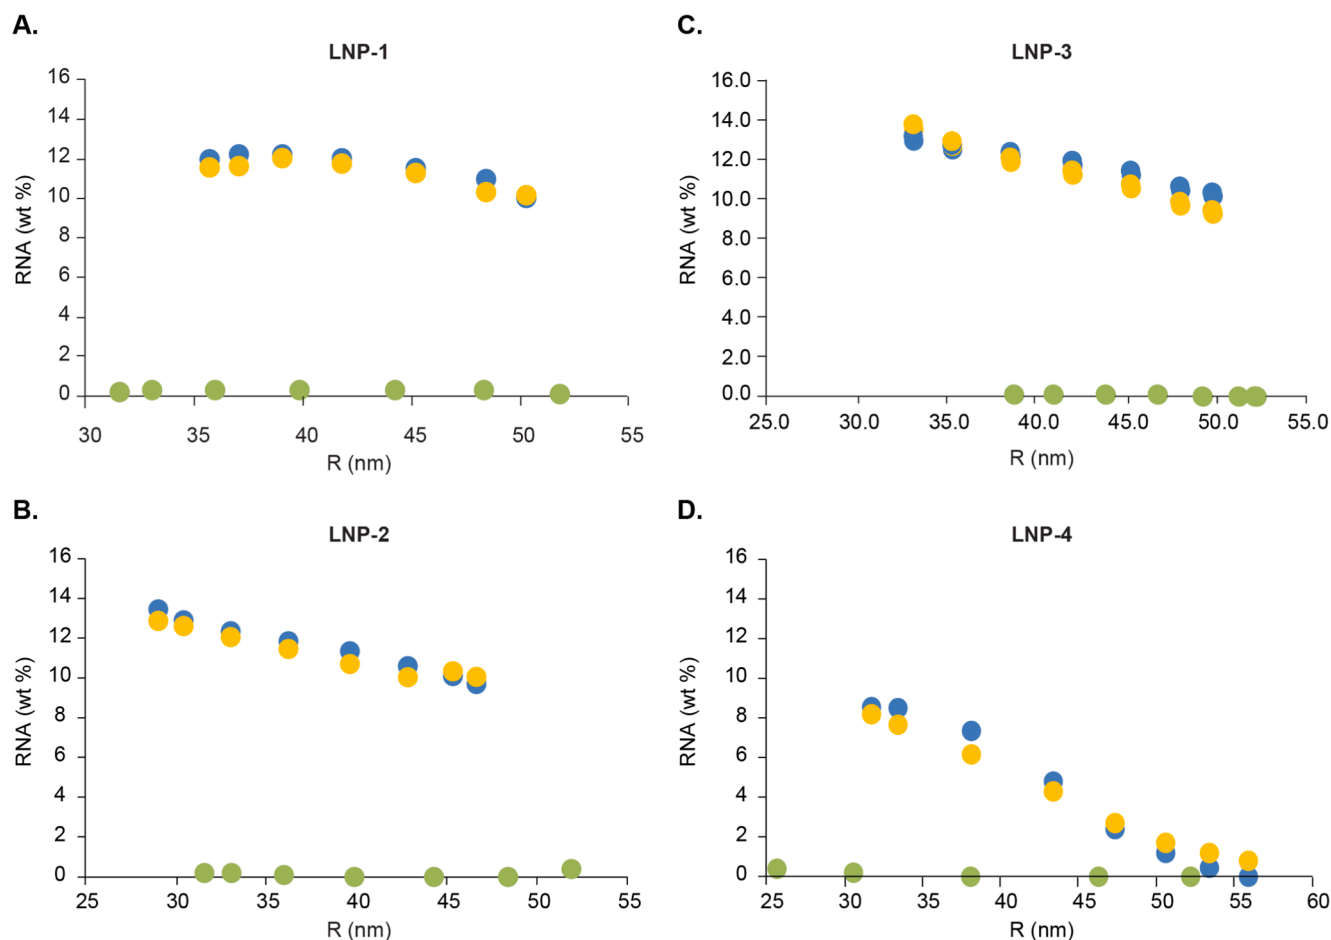 A.
LNP-1
16
14
12
10
8
6
4
2
0
RNA (wt %)
30 35 40 45 50 55
R (nm)
C.
LNP-3
16.0
14.0
12.0
10.0
8.0
6.0
4.0
2.0
0.0
RNA (wt %)
25.0 30.0 35.0 40.0 45.0 50.0 55.0
R (nm)
B.
LNP-2
16
14
12
10
8
6
4
2
0
RNA (wt %)
25 30 35 40 45 50 55
R (nm)
D.
LNP-4
16
14
12
10
8
6
4
2
0
RNA (wt %)
25 30 35 40 45 50 55 60
R (nm)